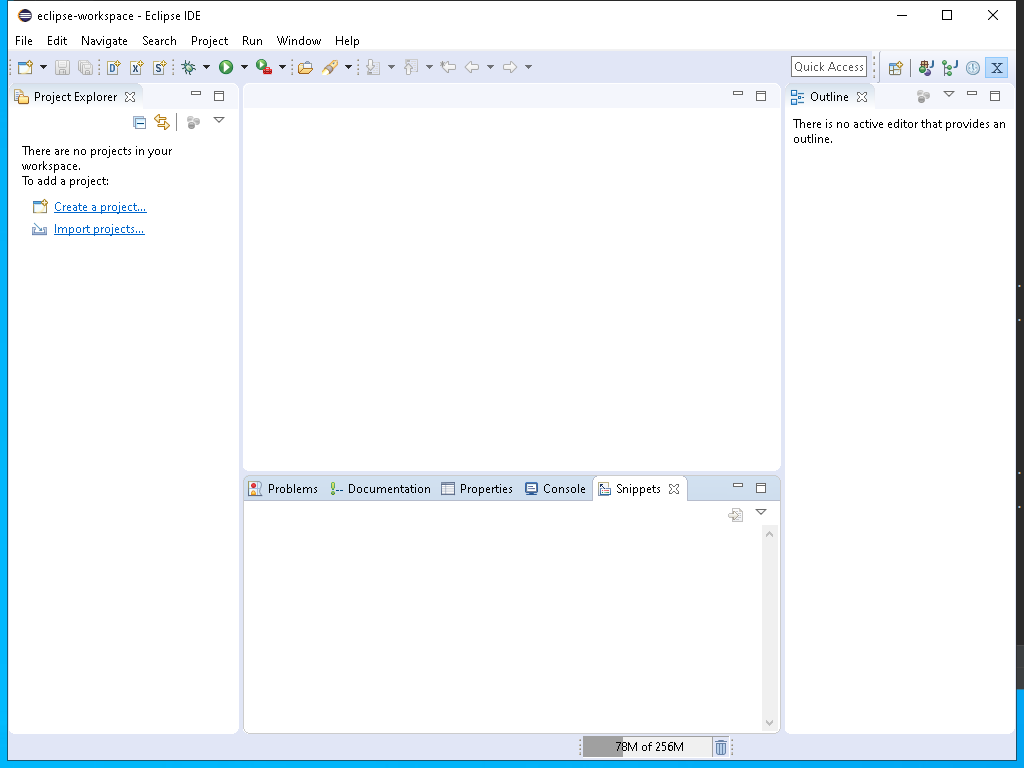 eclipse-workspace - Eclipse IDE
File Edit Navigate Search Project Run Window Help
Quick Access
Project Explorer
Outline
There are no projects in your
workspace.
To add a project:
Create a project...
Import projects...
There is no active editor that provides an
outline.
Problems Documentation Properties Console Snippets
78M of 256M